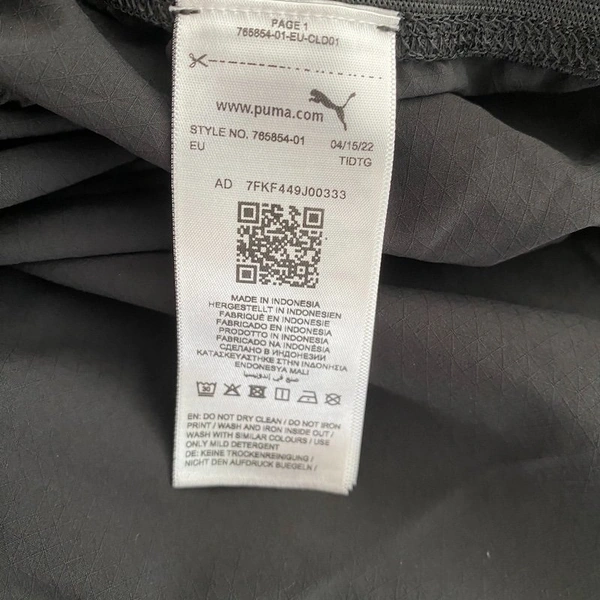 PAGE 1
765854-01-EU-CLD01
www.puma.com
STYLE NO. 765854-01 04/15/22
EU TIDTG
AD 7FKF449J00333
MADE IN INDONESIA
HERGESTELLT IN INDONESIEN
FABRIQUÉ EN INDONESIE
FABRICADO EN INDONESIA
PRODOTTO IN INDONESIA
FABRICADO NA INDONÉSIA
СДЕЛАНО В ИНДОНЕЗИИ
ΚΑΤΑΣΚΕΥΑΣΤΗΚΕ ΣΤΗΝ ΙΝΔΟΝΗΣΙΑ
ENDONESYA MALI
صنع في إندونيسيا
EN: DO NOT DRY CLEAN / DO NOT IRON
PRINT / WASH AND IRON INSIDE OUT /
WASH WITH SIMILAR COLOURS / USE
ONLY MILD DETERGENT
DE: KEINE TROCKENREINIGUNG /
NICHT DEN AUFDRUCK BUEGELN /